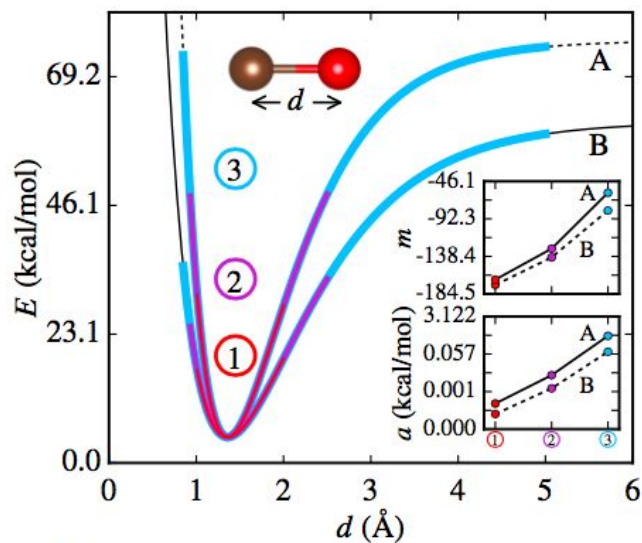 69.2
46.1
23.1
0.0
E (kcal/mol)
0 1 2 3 4 5 6
d (Å)
d
A
B
3
2
1
-46.1
-92.3
-138.4
-184.5
m
A
B
3.122
0.057
0.001
0.000
a (kcal/mol)
A
B
1 2 3